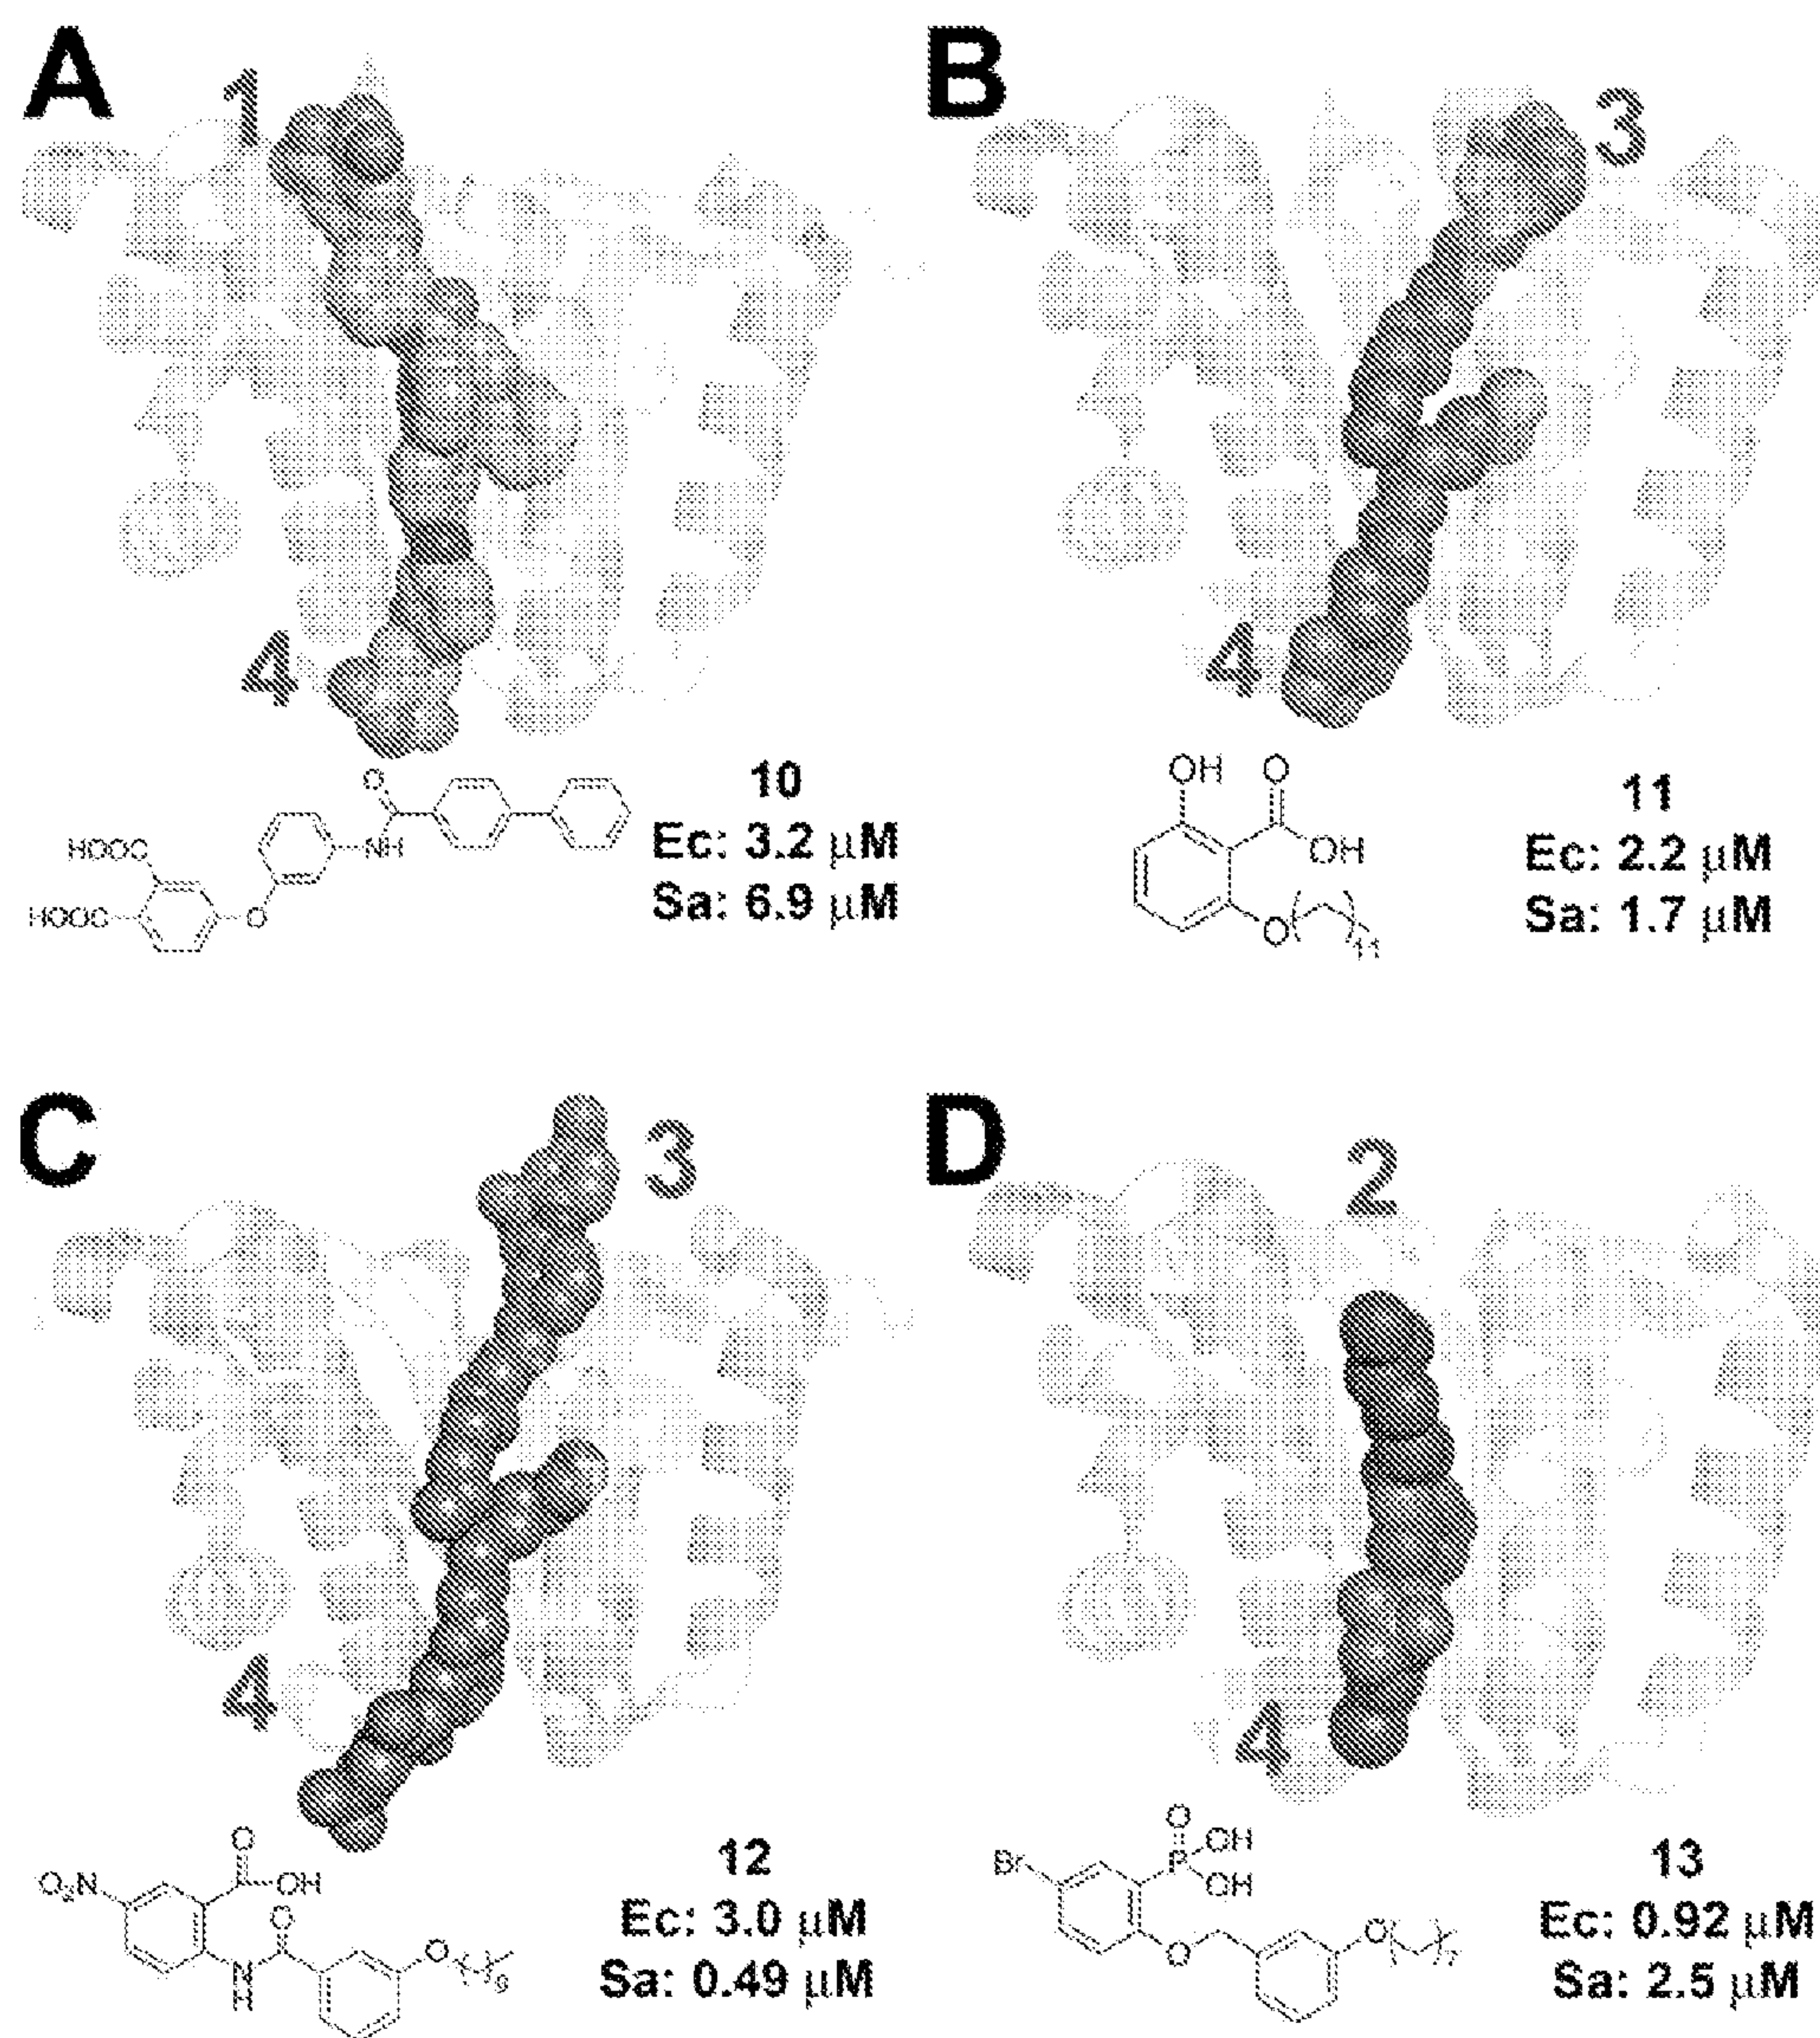 A
1
4
HOOC
HOOC
O
O
NH
10
Ec: 3.2 μM
Sa: 6.9 μM
B
3
4
OH
O
OH
O
11
11
Ec: 2.2 μM
Sa: 1.7 μM
C
3
4
O₂N
O
OH
O
N
H
O
9
12
Ec: 3.0 μM
Sa: 0.49 μM
D
2
4
Br
O
P
OH
OH
O
O
7
13
Ec: 0.92 μM
Sa: 2.5 μM